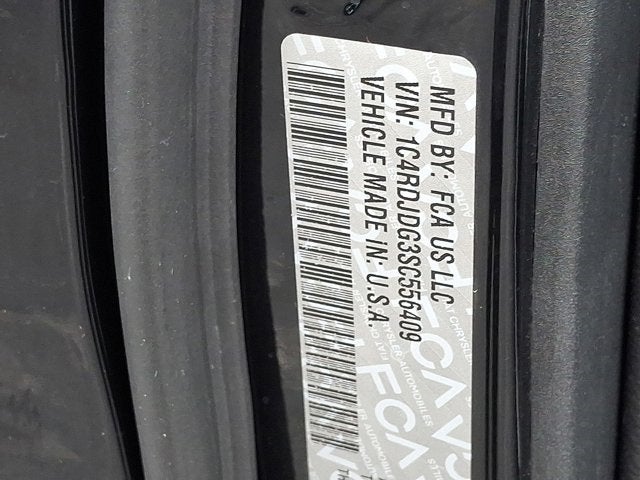 MFD BY: FCA US LLC
VIN: 1C4RDJDG3SC556409
VEHICLE MADE IN: U.S.A.